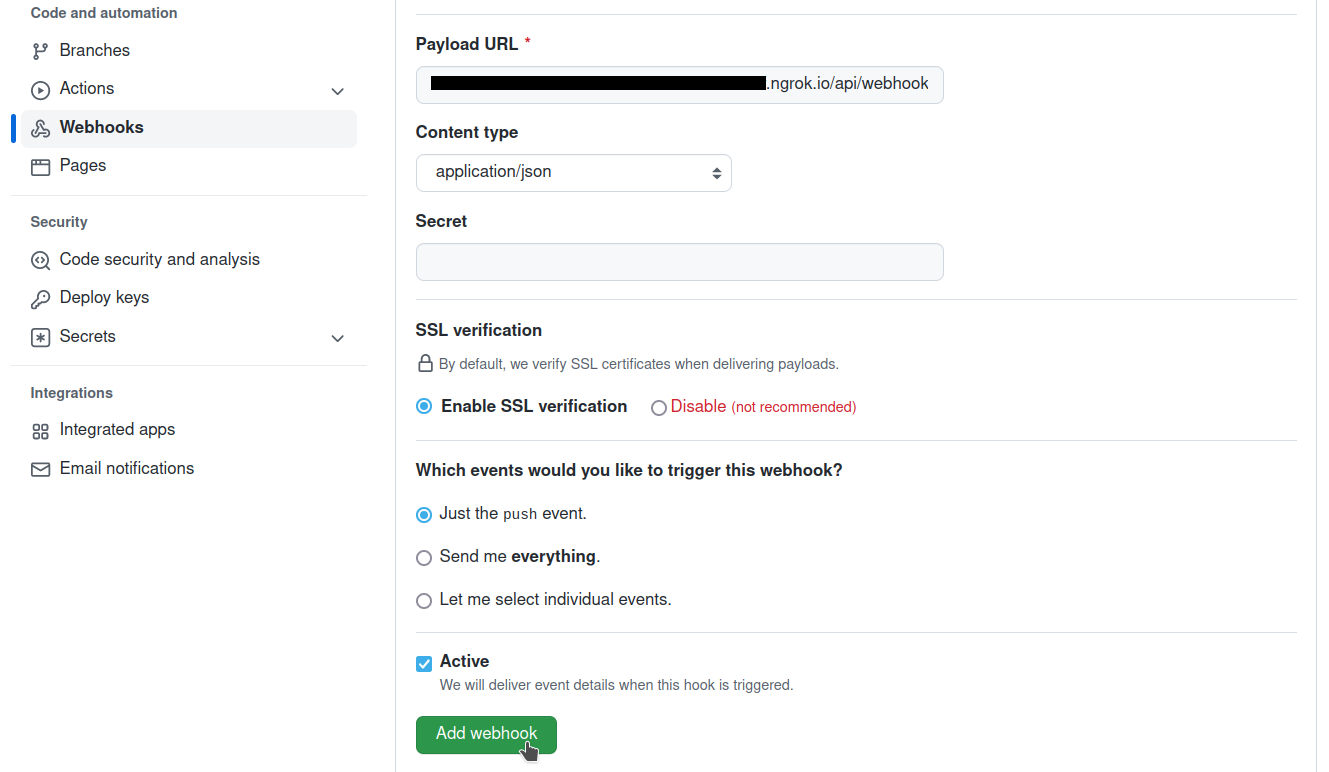 Code and automation
Branches
Actions
Webhooks
Pages
Security
Code security and analysis
Deploy keys
Secrets
Integrations
Integrated apps
Email notifications
Payload URL *
.ngrok.io/api/webhook
Content type
application/json
Secret
SSL verification
By default, we verify SSL certificates when delivering payloads.
Enable SSL verification Disable (not recommended)
Which events would you like to trigger this webhook?
Just the push event.
Send me everything.
Let me select individual events.
Active
We will deliver event details when this hook is triggered.
Add webhook